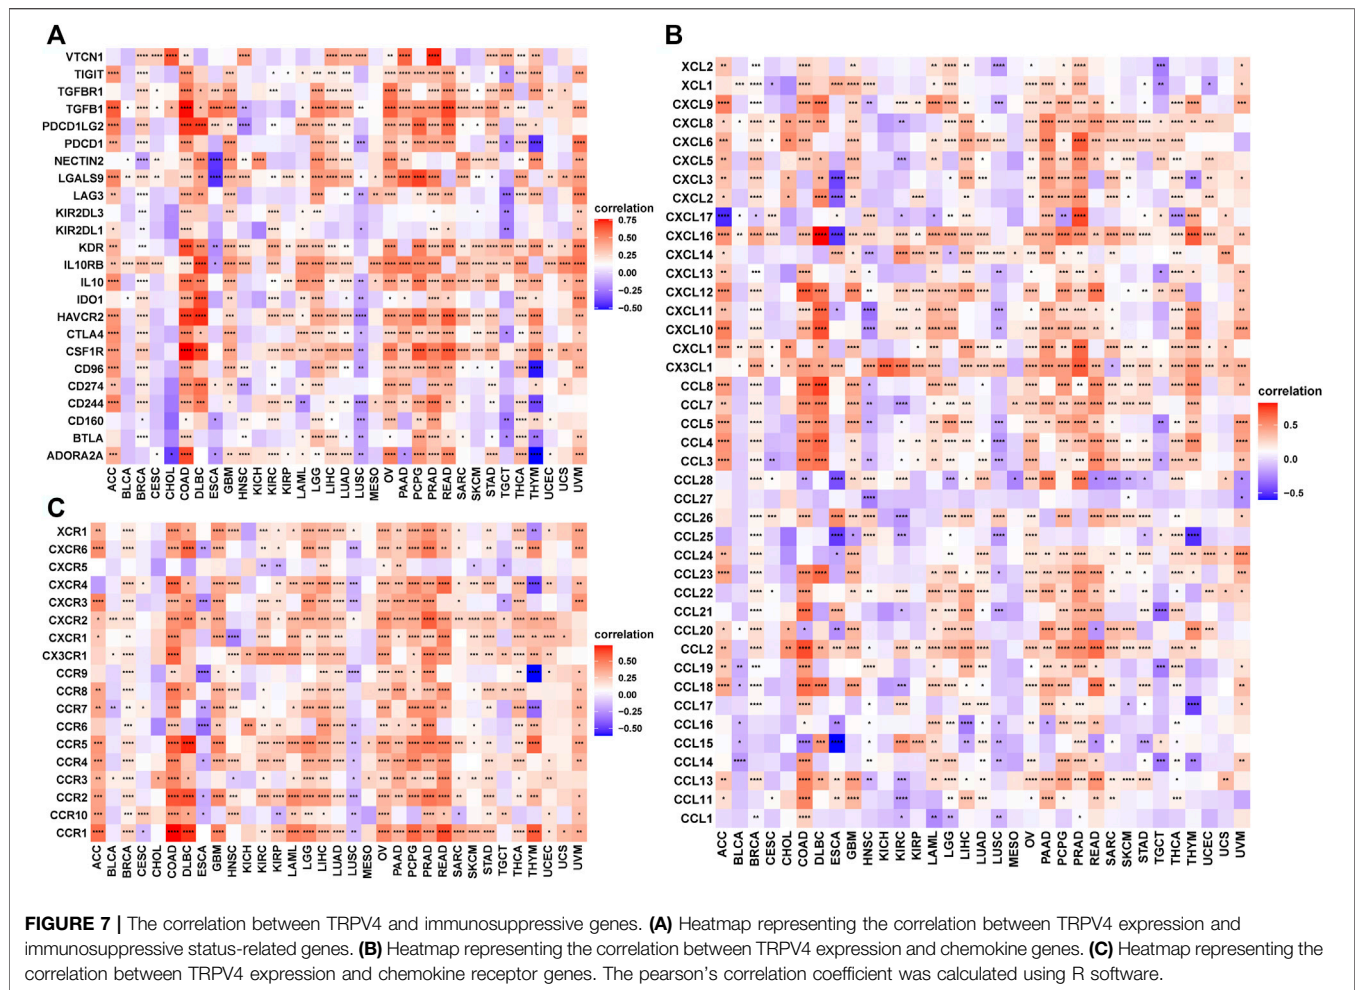 A
VTCN1
TIGIT
TGFBR1
TGFB1
PDCD1LG2
PDCD1
NECTIN2
LGALS9
LAG3
KIR2DL3
KIR2DL1
KDR
IL10RB
IL10
IDO1
HAVCR2
CTLA4
CSF1R
CD96
CD274
CD244
CD160
BTLA
ADORA2A
ACC BLCA BRCA CESC CHOL COAD DLBC ESCA GBM HNSC KICH KIRC KIRP LAML LGG LIHC LUAD LUSC MESO OV PAAD PCPG PRAD READ SARC SKCM STAD TGCT THCA THYM UCEC UCS UVM
correlation
0.75
0.50
0.25
0.00
−0.25
−0.50
B
XCL2
XCL1
CXCL9
CXCL8
CXCL6
CXCL5
CXCL3
CXCL2
CXCL17
CXCL16
CXCL14
CXCL13
CXCL12
CXCL11
CXCL10
CXCL1
CX3CL1
CCL8
CCL7
CCL5
CCL4
CCL3
CCL28
CCL27
CCL26
CCL25
CCL24
CCL23
CCL22
CCL21
CCL20
CCL2
CCL19
CCL18
CCL17
CCL16
CCL15
CCL14
CCL13
CCL11
CCL1
ACC BLCA BRCA CESC CHOL COAD DLBC ESCA GBM HNSC KICH KIRC KIRP LAML LGG LIHC LUAD LUSC MESO OV PAAD PCPG PRAD READ SARC SKCM STAD TGCT THCA THYM UCEC UCS UVM
correlation
0.5
0.0
−0.5
C
XCR1
CXCR6
CXCR5
CXCR4
CXCR3
CXCR2
CXCR1
CX3CR1
CCR9
CCR8
CCR7
CCR6
CCR5
CCR4
CCR3
CCR2
CCR10
CCR1
ACC BLCA BRCA CESC CHOL COAD DLBC ESCA GBM HNSC KICH KIRC KIRP LAML LGG LIHC LUAD LUSC MESO OV PAAD PCPG PRAD READ SARC SKCM STAD TGCT THCA THYM UCEC UCS UVM
correlation
0.50
0.25
0.00
−0.25
−0.50
FIGURE 7 | The correlation between TRPV4 and immunosuppressive genes. (A) Heatmap representing the correlation between TRPV4 expression and
immunosuppressive status-related genes. (B) Heatmap representing the correlation between TRPV4 expression and chemokine genes. (C) Heatmap representing the
correlation between TRPV4 expression and chemokine receptor genes. The pearson's correlation coefficient was calculated using R software.